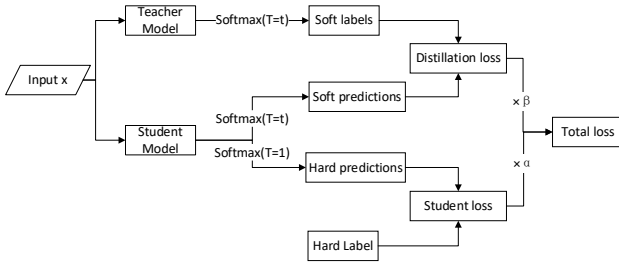 Teacher
Model
Softmax(T=t)
Soft labels
Input x
Distillation loss
Soft predictions
× β
Softmax(T=t)
Student
Model
Total loss
Softmax(T=1)
Hard predictions
× α
Student loss
Hard Label